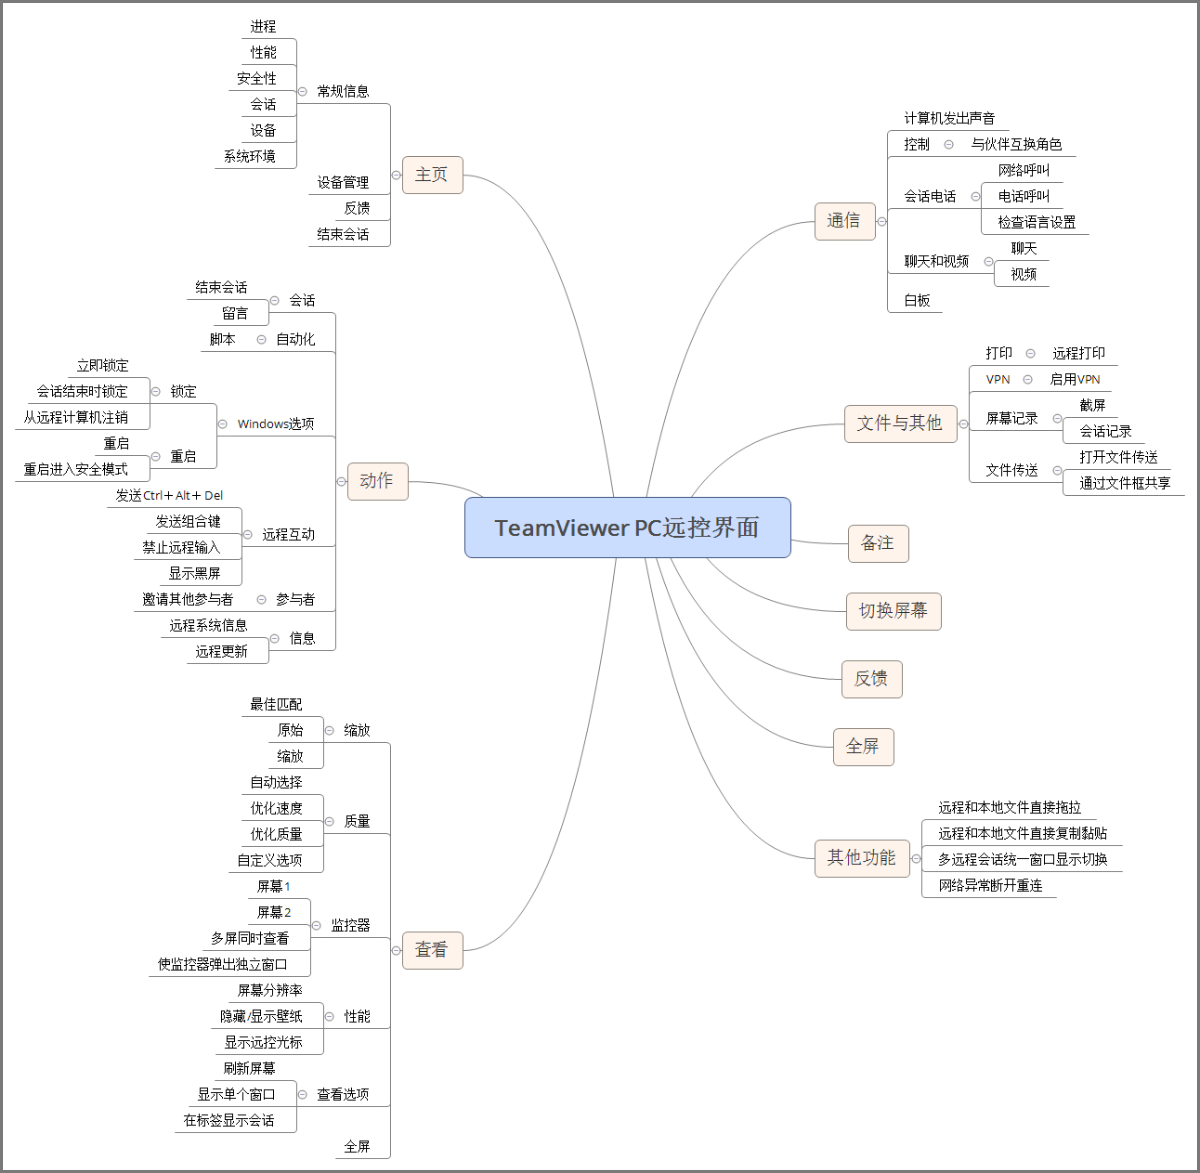 TeamViewer PC远控界面
主页
常规信息
进程
性能
安全性
会话
设备
系统环境
设备管理
反馈
结束会话
动作
会话
结束会话
留言
自动化
脚本
Windows选项
锁定
立即锁定
会话结束时锁定
从远程计算机注销
重启
重启
重启进入安全模式
远程互动
发送Ctrl+Alt+Del
发送组合键
禁止远程输入
显示黑屏
参与者
邀请其他参与者
信息
远程系统信息
远程更新
查看
缩放
最佳匹配
原始
缩放
质量
自动选择
优化速度
优化质量
自定义选项
监控器
屏幕1
屏幕2
多屏同时查看
使监控器弹出独立窗口
性能
屏幕分辨率
隐藏/显示壁纸
显示远控光标
查看选项
刷新屏幕
显示单个窗口
在标签显示会话
全屏
通信
计算机发出声音
控制
与伙伴互换角色
会话电话
网络呼叫
电话呼叫
检查语言设置
聊天和视频
聊天
视频
白板
文件与其他
打印
远程打印
VPN
启用VPN
屏幕记录
截屏
会话记录
文件传送
打开文件传送
通过文件框共享
备注
切换屏幕
反馈
全屏
其他功能
远程和本地文件直接拖拉
远程和本地文件直接复制黏贴
多远程会话统一窗口显示切换
网络异常断开重连